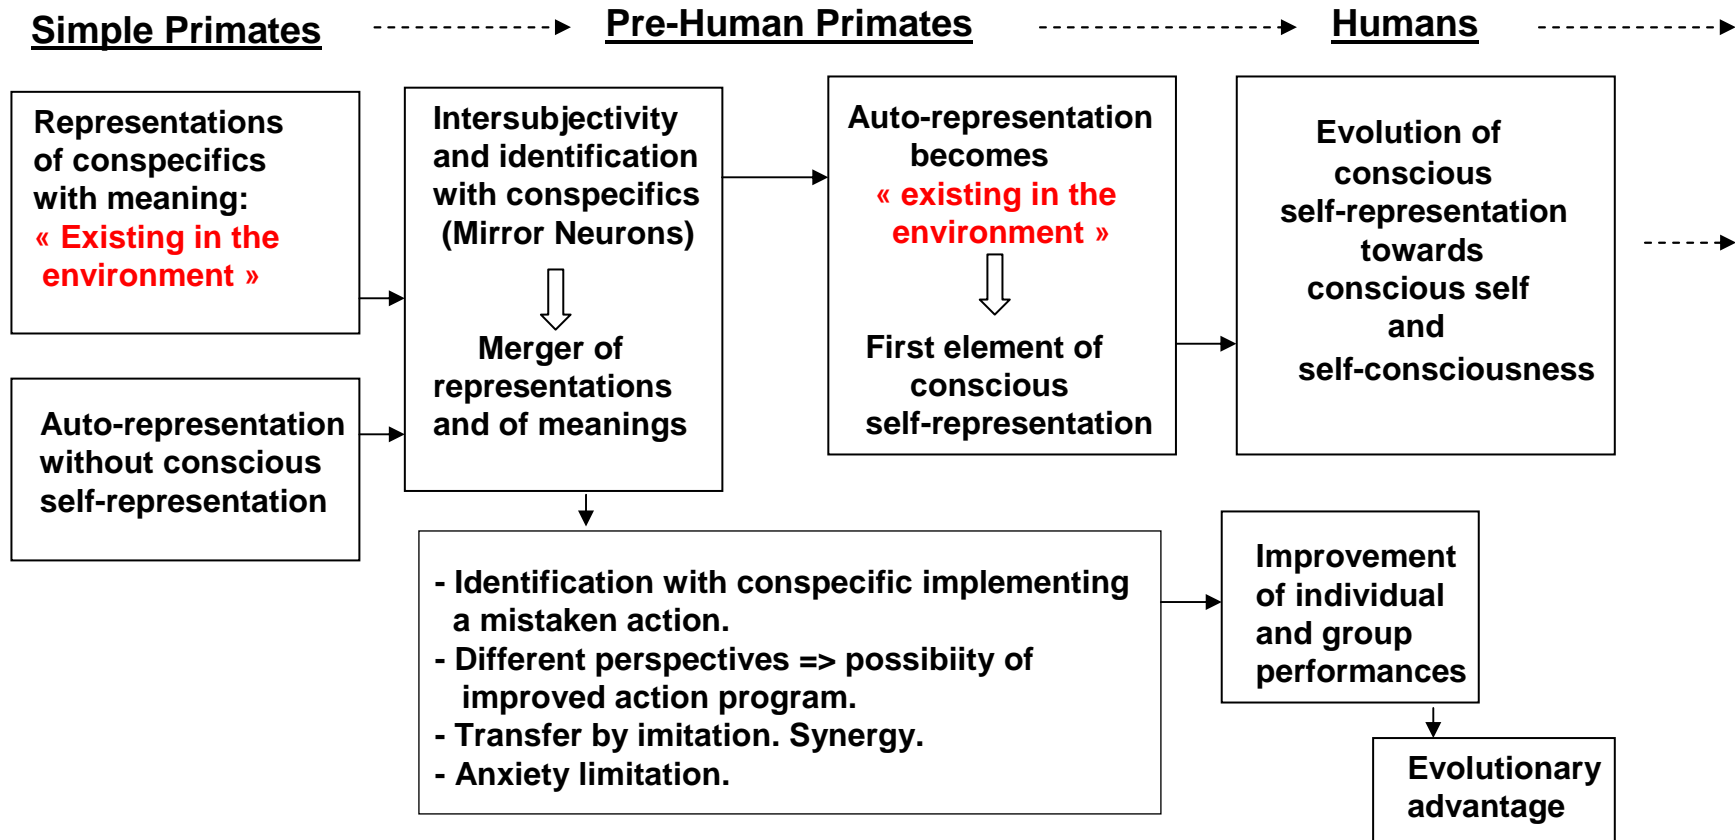 Simple Primates
Pre-Human Primates
Humans
Representations
of conspecifics
with meaning:
« Existing in the
environment »
Auto-representation
without conscious
self-representation
Intersubjectivity
and identification
with conspecifics
(Mirror Neurons)
Merger of
representations
and of meanings
Auto-representation
becomes
« existing in the
environment »
First element of
conscious
self-representation
Evolution of
conscious
self-representation
towards
conscious self
and
self-consciousness
- Identification with conspecific implementing
a mistaken action.
- Different perspectives => possibiity of
improved action program.
- Transfer by imitation. Synergy.
- Anxiety limitation.
Improvement
of individual
and group
performances
Evolutionary
advantage